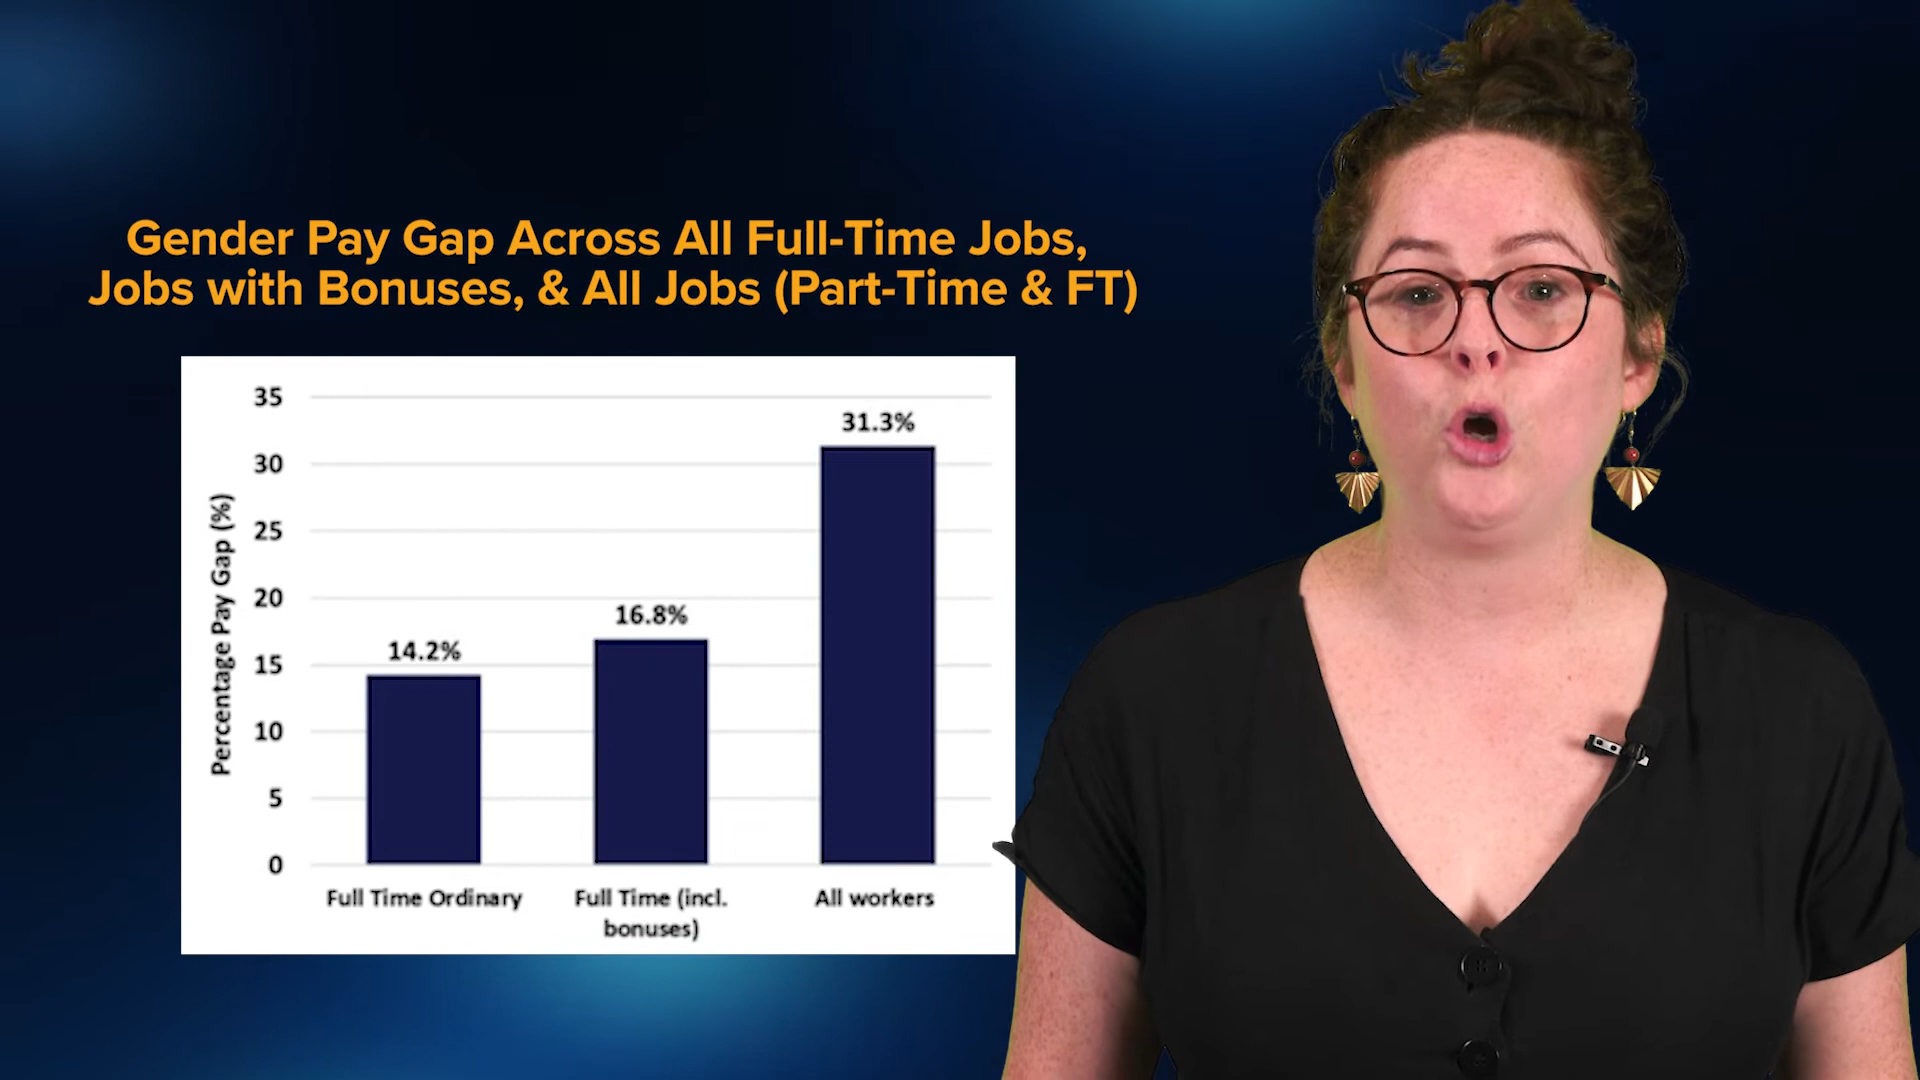 Gender Pay Gap Across All Full-Time Jobs,
Jobs with Bonuses, & All Jobs (Part-Time & FT)
Percentage Pay Gap (%)
35
30
25
20
15
10
5
0
14.2%
16.8%
31.3%
Full Time Ordinary
Full Time (incl.
bonuses)
All workers